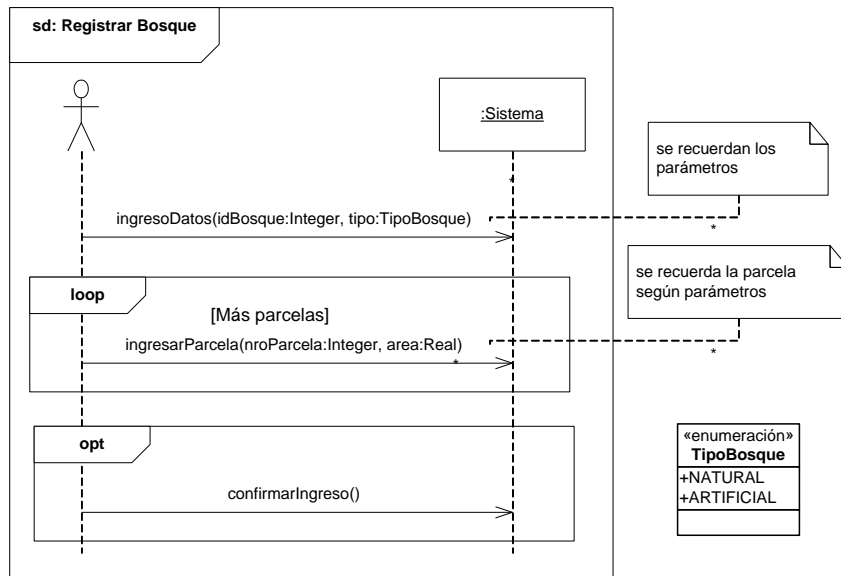 sd: Registrar Bosque
:Sistema
se recuerdan los
parámetros
*
ingresoDatos(idBosque:Integer, tipo:TipoBosque)
*
se recuerda la parcela
según parámetros
loop
[Más parcelas]
ingresarParcela(nroParcela:Integer, area:Real)
*
*
opt
«enumeración»
TipoBosque
+NATURAL
+ARTIFICIAL
confirmarIngreso()